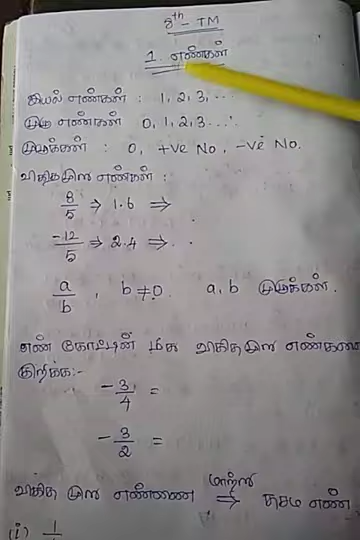 8th - TM
1. எண்கள்
இயல் எண்கள் : 1, 2, 3, ...
முழு எண்கள் 0, 1, 2, 3 ....
முழுக்கள் : 0, +ve No, -ve No.
விகிதமுறு எண்கள் :
8/5 ⇒ 1.6 ⇒
-12/5 ⇒ 2.4 ⇒ . .
a/b , b ≠ 0 a, b முழுக்கள்.
எண் கோட்டின் மீது விகிதமுறு எண்களை
குறிக்க:-
-3/4 =
-3/2 =
மாற்று
விகிதமுறு எண்ணை ⇒ தசம எண்
(i) 1